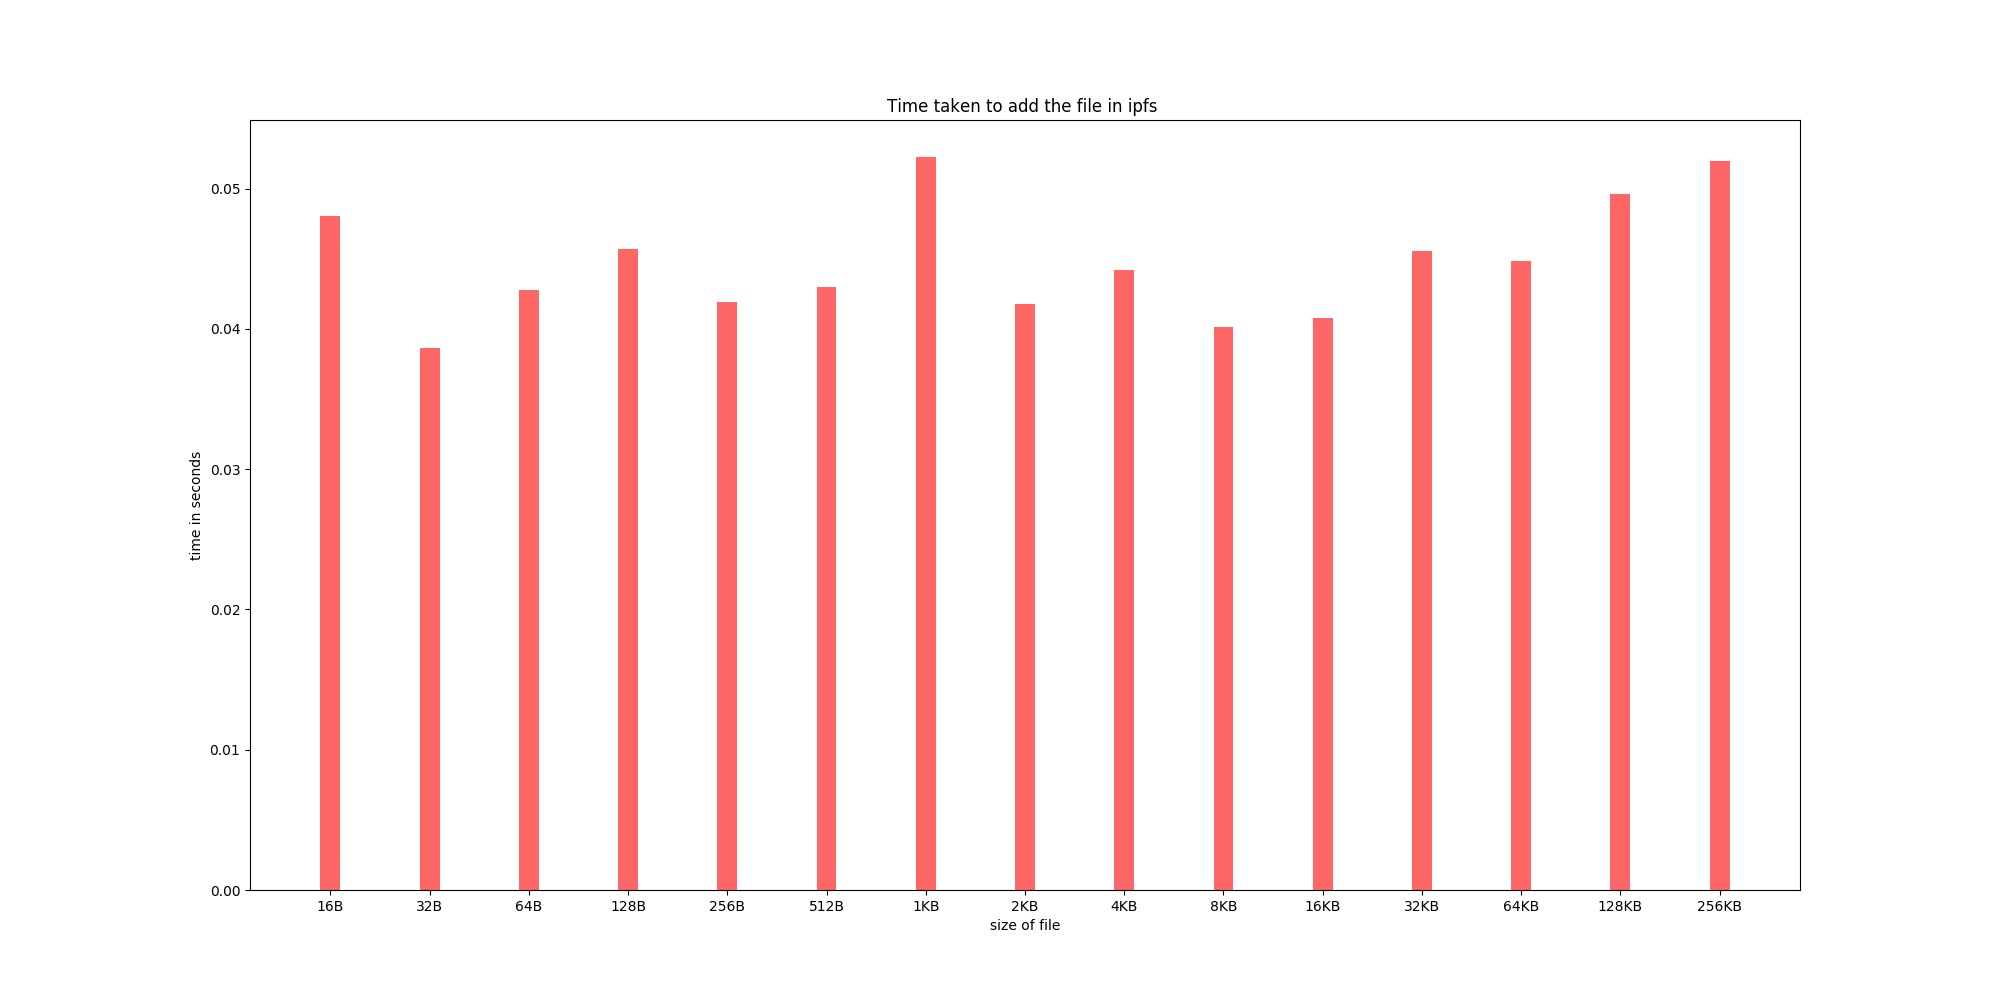 Time taken to add the file in ipfs
0.05
0.04
0.03
0.02
0.01
0.00
time in seconds
16B 32B 64B 128B 256B 512B 1KB 2KB 4KB 8KB 16KB 32KB 64KB 128KB 256KB
size of file